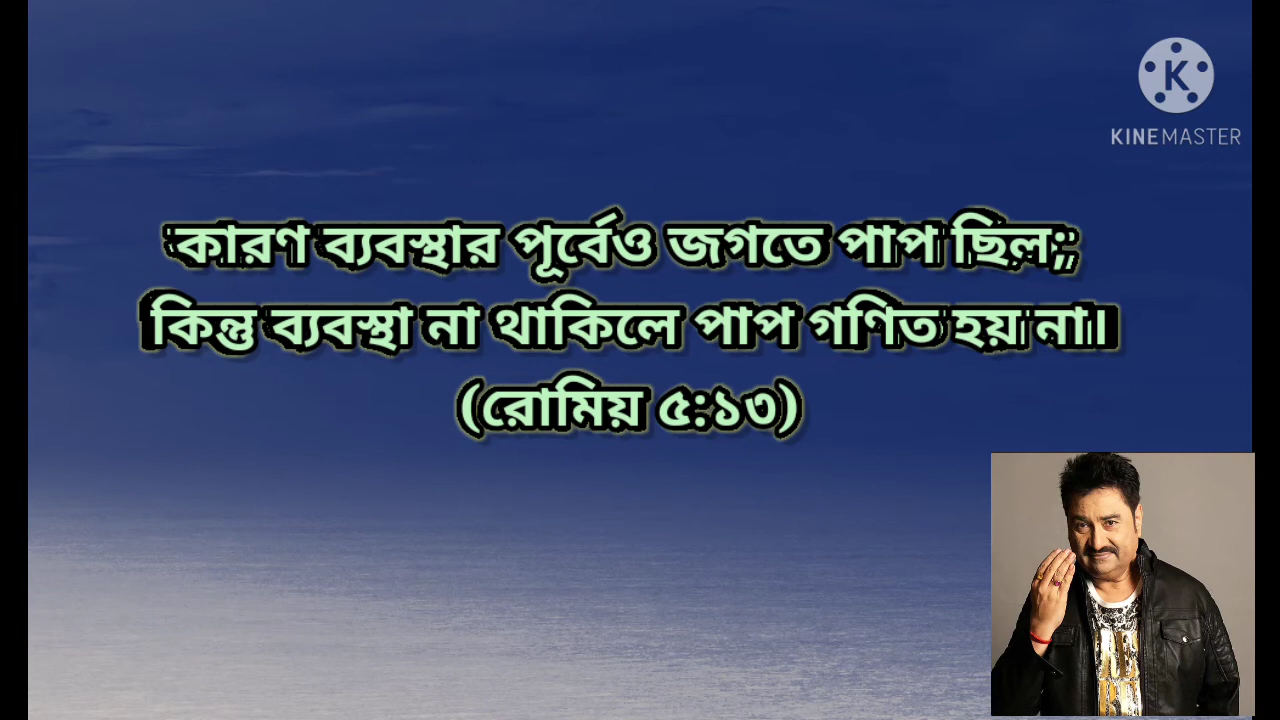 K
KINEMASTER
কারণ ব্যবস্থার পূর্বেও জগতে পাপ ছিল;
কিন্তু ব্যবস্থা না থাকিলে পাপ গণিত হয় না।
(রোমিয় ৫:১৩)